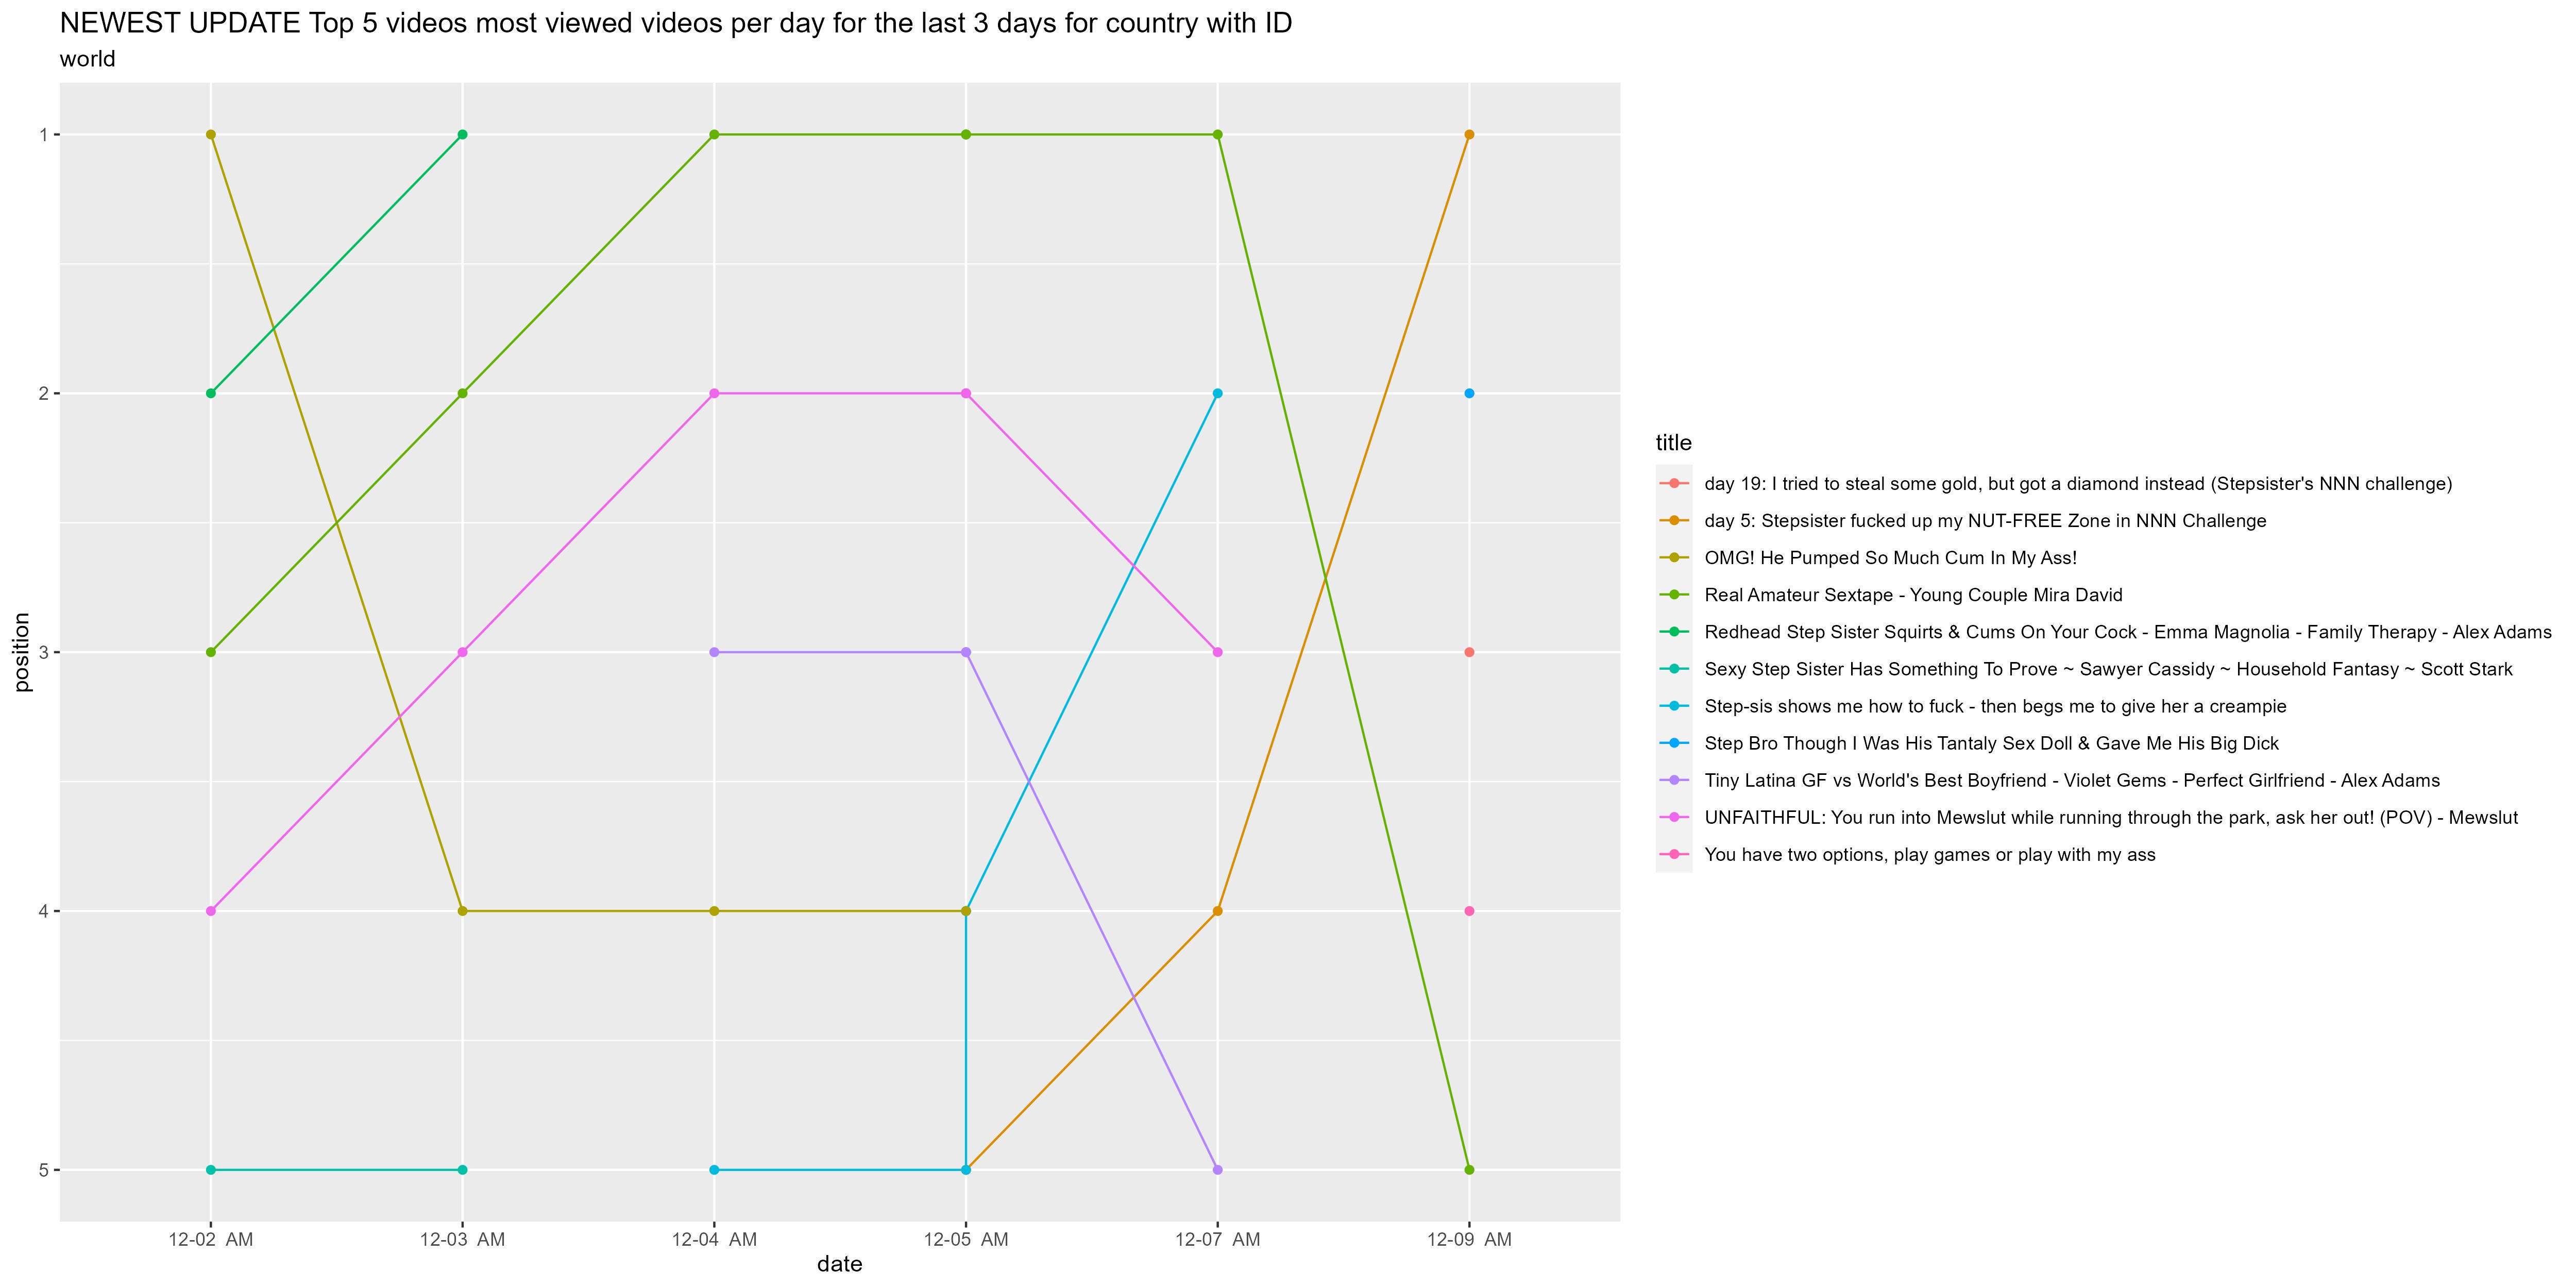 NEWEST UPDATE Top 5 videos most viewed videos per day for the last 3 days for country with ID
world
1
2
3
4
5
position
12-02 AM
12-03 AM
12-04 AM
12-05 AM
12-07 AM
12-09 AM
date
title
day 19: I tried to steal some gold, but got a diamond instead (Stepsister's NNN challenge)
day 5: Stepsister fucked up my NUT-FREE Zone in NNN Challenge
OMG! He Pumped So Much Cum In My Ass!
Real Amateur Sextape - Young Couple Mira David
Redhead Step Sister Squirts & Cums On Your Cock - Emma Magnolia - Family Therapy - Alex Adams
Sexy Step Sister Has Something To Prove ~ Sawyer Cassidy ~ Household Fantasy ~ Scott Stark
Step-sis shows me how to fuck - then begs me to give her a creampie
Step Bro Though I Was His Tantaly Sex Doll & Gave Me His Big Dick
Tiny Latina GF vs World's Best Boyfriend - Violet Gems - Perfect Girlfriend - Alex Adams
UNFAITHFUL: You run into Mewslut while running through the park, ask her out! (POV) - Mewslut
You have two options, play games or play with my ass